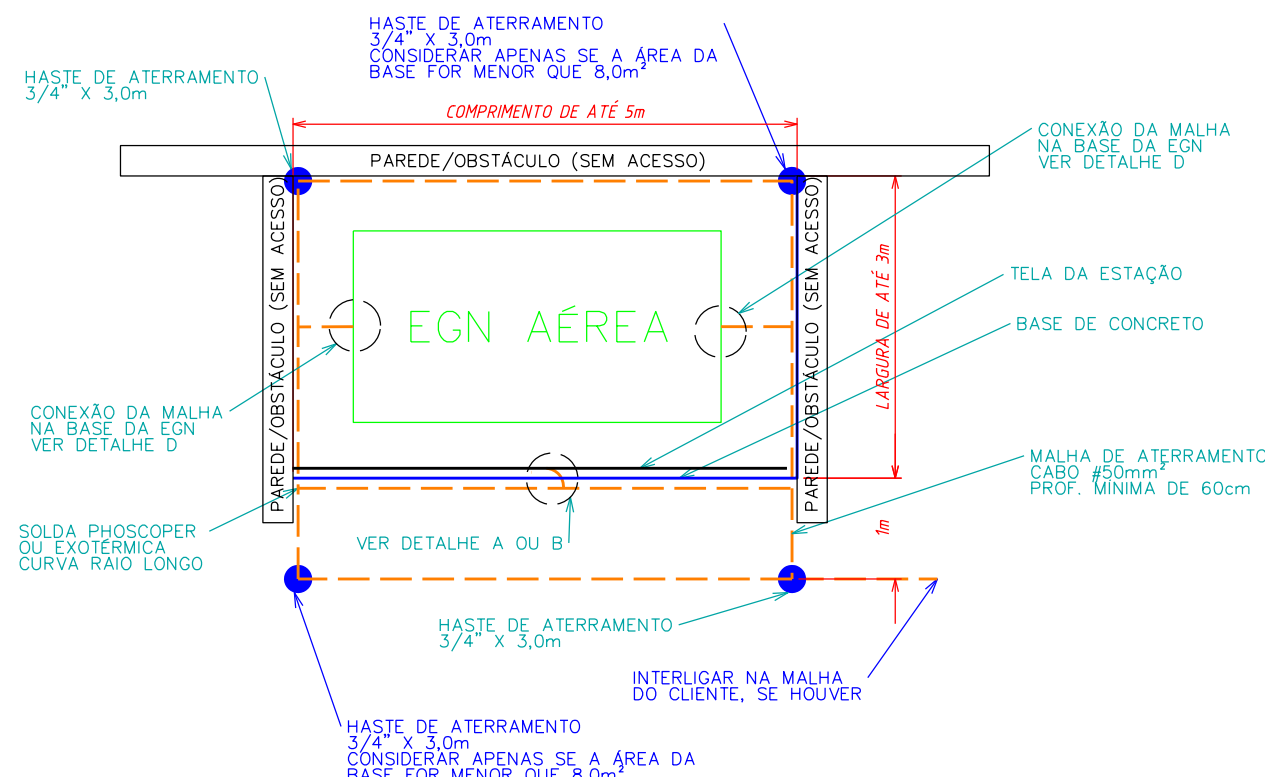 HASTE DE ATERRAMENTO
3/4" X 3,0m
CONSIDERAR APENAS SE A ÁREA DA
BASE FOR MENOR QUE 8,0m²
HASTE DE ATERRAMENTO
3/4" X 3,0m
COMPRIMENTO DE ATÉ 5m
CONEXÃO DA MALHA
NA BASE DA EGN
VER DETALHE D
PAREDE/OBSTÁCULO (SEM ACESSO)
PAREDE/OBSTÁCULO (SEM ACESSO)
PAREDE/OBSTÁCULO (SEM ACESSO)
LARGURA DE ATÉ 3m
TELA DA ESTAÇÃO
EGN AÉREA
BASE DE CONCRETO
CONEXÃO DA MALHA
NA BASE DA EGN
VER DETALHE D
MALHA DE ATERRAMENTO
CABO #50mm²
PROF. MÍNIMA DE 60cm
SOLDA PHOSCOPER
OU EXOTÉRMICA
CURVA RAIO LONGO
VER DETALHE A OU B
1m
HASTE DE ATERRAMENTO
3/4" X 3,0m
INTERLIGAR NA MALHA
DO CLIENTE, SE HOUVER
HASTE DE ATERRAMENTO
3/4" X 3,0m
CONSIDERAR APENAS SE A ÁREA DA
BASE FOR MENOR QUE 8,0m²